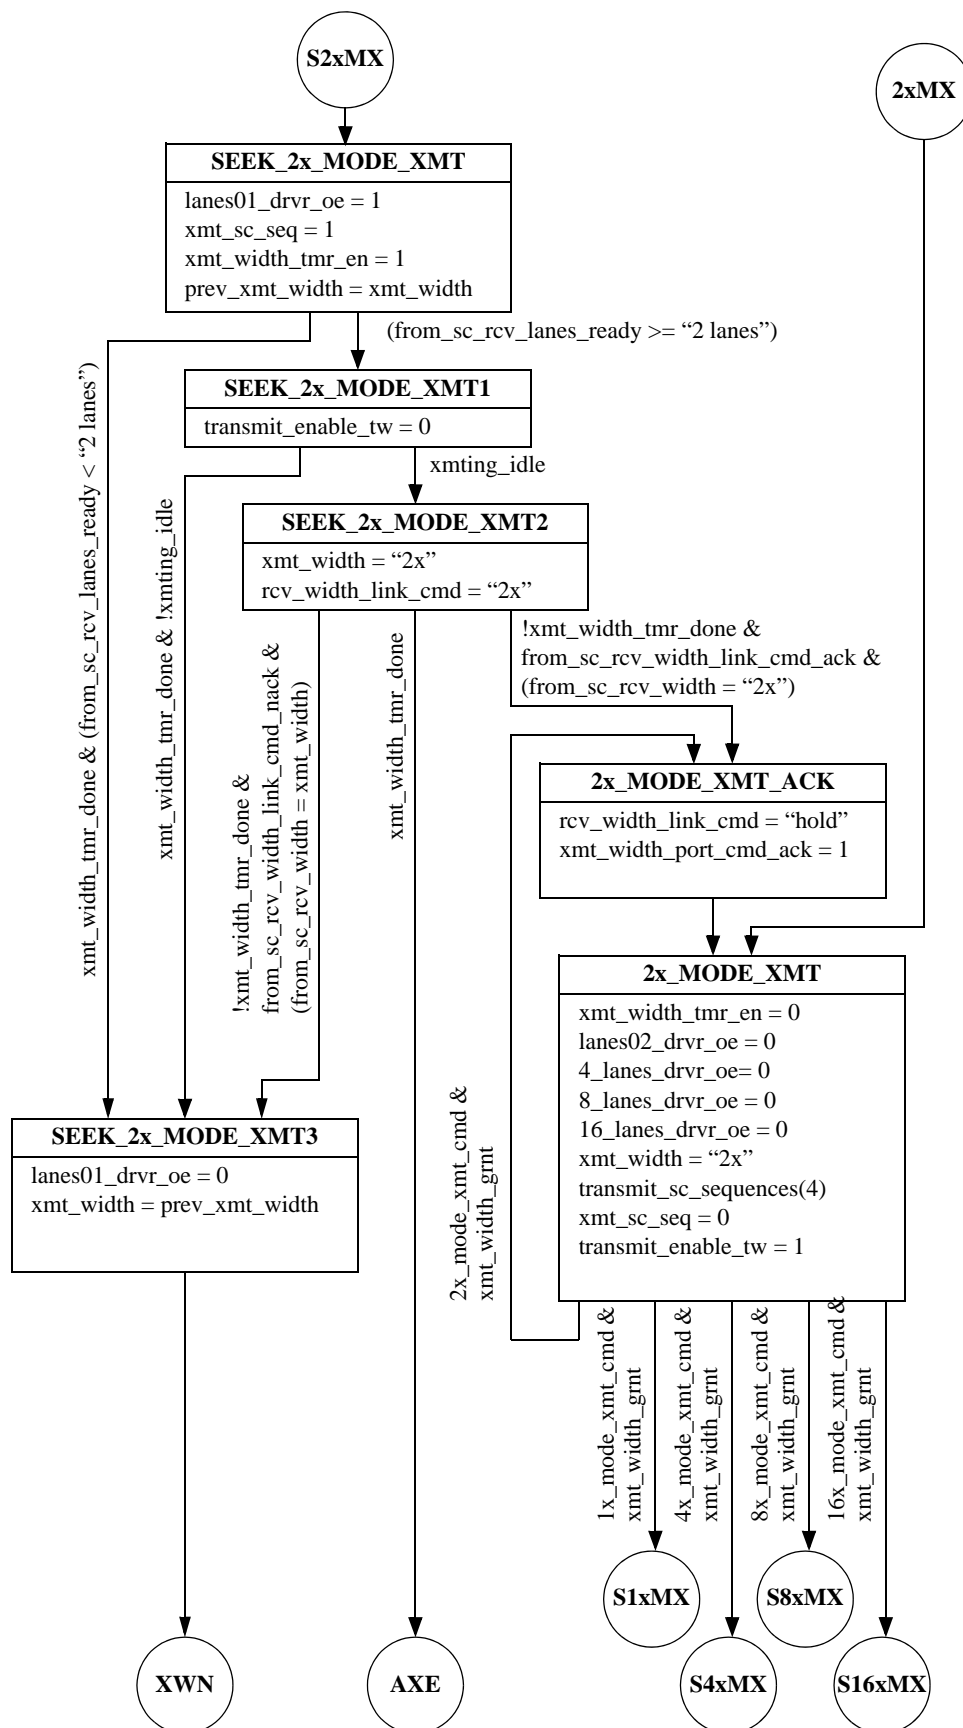 S2xMX
2xMX
SEEK_2x_MODE_XMT
lanes01_drvr_oe = 1
xmt_sc_seq = 1
xmt_width_tmr_en = 1
prev_xmt_width = xmt_width
(from_sc_rcv_lanes_ready >= “2 lanes”)
xmt_width_tmr_done & (from_sc_rcv_lanes_ready < “2 lanes”)
SEEK_2x_MODE_XMT1
transmit_enable_tw = 0
xmting_idle
xmt_width_tmr_done & !xmting_idle
SEEK_2x_MODE_XMT2
xmt_width = “2x”
rcv_width_link_cmd = “2x”
!xmt_width_tmr_done &
from_sc_rcv_width_link_cmd_nack &
(from_sc_rcv_width = xmt_width)
xmt_width_tmr_done
!xmt_width_tmr_done &
from_sc_rcv_width_link_cmd_ack &
(from_sc_rcv_width = “2x”)
2x_MODE_XMT_ACK
rcv_width_link_cmd = “hold”
xmt_width_port_cmd_ack = 1
2x_MODE_XMT
xmt_width_tmr_en = 0
lanes02_drvr_oe = 0
4_lanes_drvr_oe= 0
8_lanes_drvr_oe = 0
16_lanes_drvr_oe = 0
xmt_width = “2x”
transmit_sc_sequences(4)
xmt_sc_seq = 0
transmit_enable_tw = 1
2x_mode_xmt_cmd &
xmt_width_grnt
SEEK_2x_MODE_XMT3
lanes01_drvr_oe = 0
xmt_width = prev_xmt_width
1x_mode_xmt_cmd &
xmt_width_grnt
4x_mode_xmt_cmd &
xmt_width_grnt
8x_mode_xmt_cmd &
xmt_width_grnt
16x_mode_xmt_cmd &
xmt_width_grnt
S1xMX
S8xMX
XWN
AXE
S4xMX
S16xMX